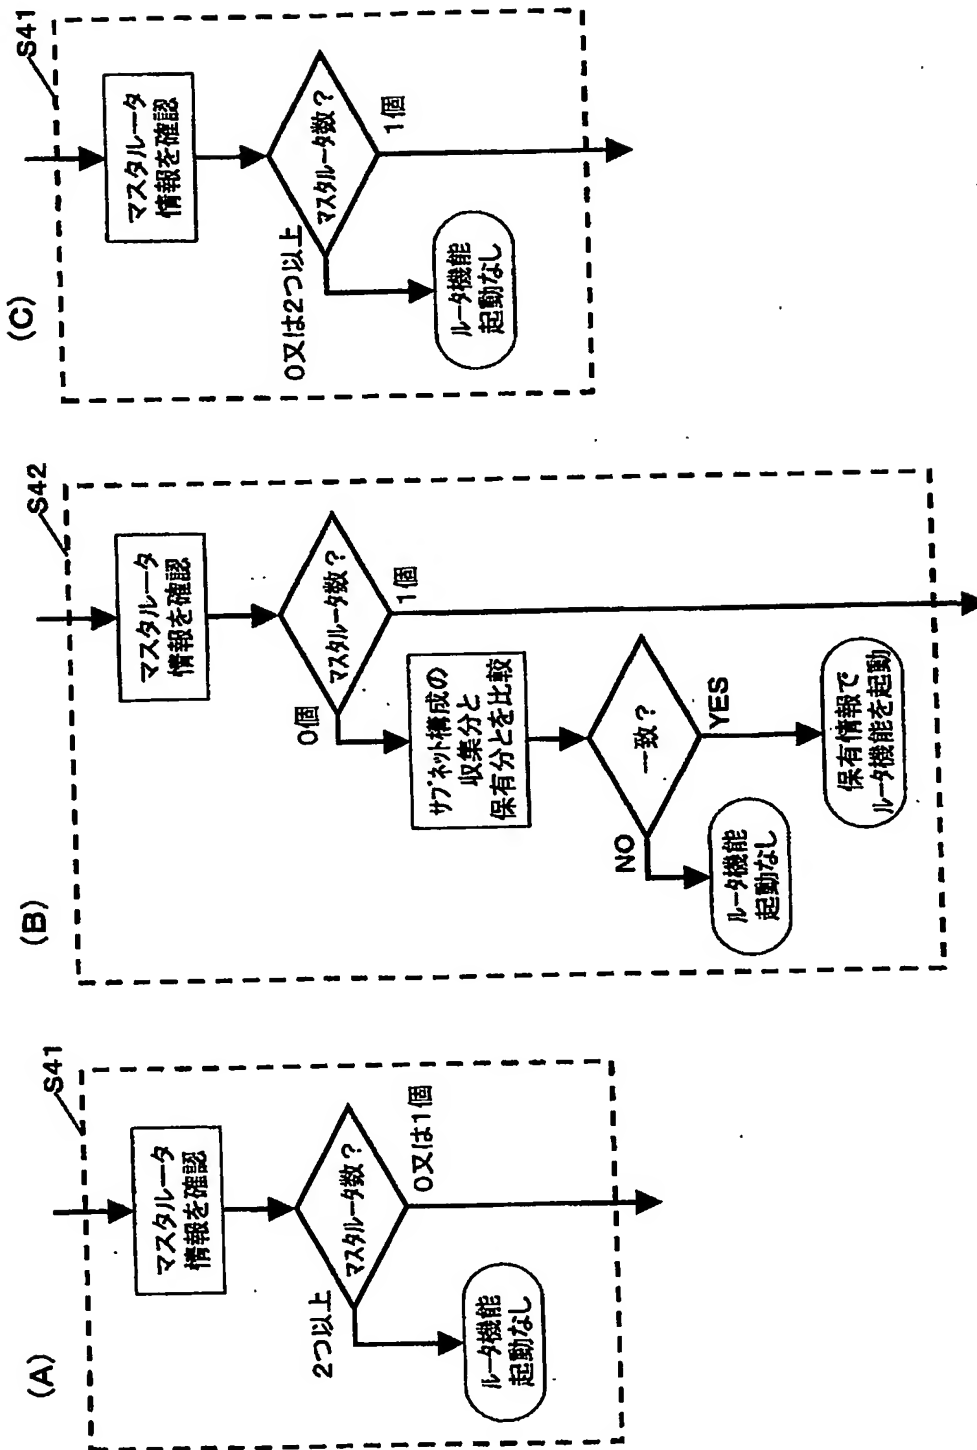 (A)
S41
マスタルータ
情報を確認
マスタルータ数?
2つ以上
0又は1個
ルータ機能
起動なし
(B)
S42
マスタルータ
情報を確認
マスタルータ数?
0個
1個
サブネット構成の
収集分と
保有分とを比較
一致?
NO
YES
ルータ機能
起動なし
保有情報で
ルータ機能を起動
(C)
S41
マスタルータ
情報を確認
マスタルータ数?
0又は2つ以上
1個
ルータ機能
起動なし